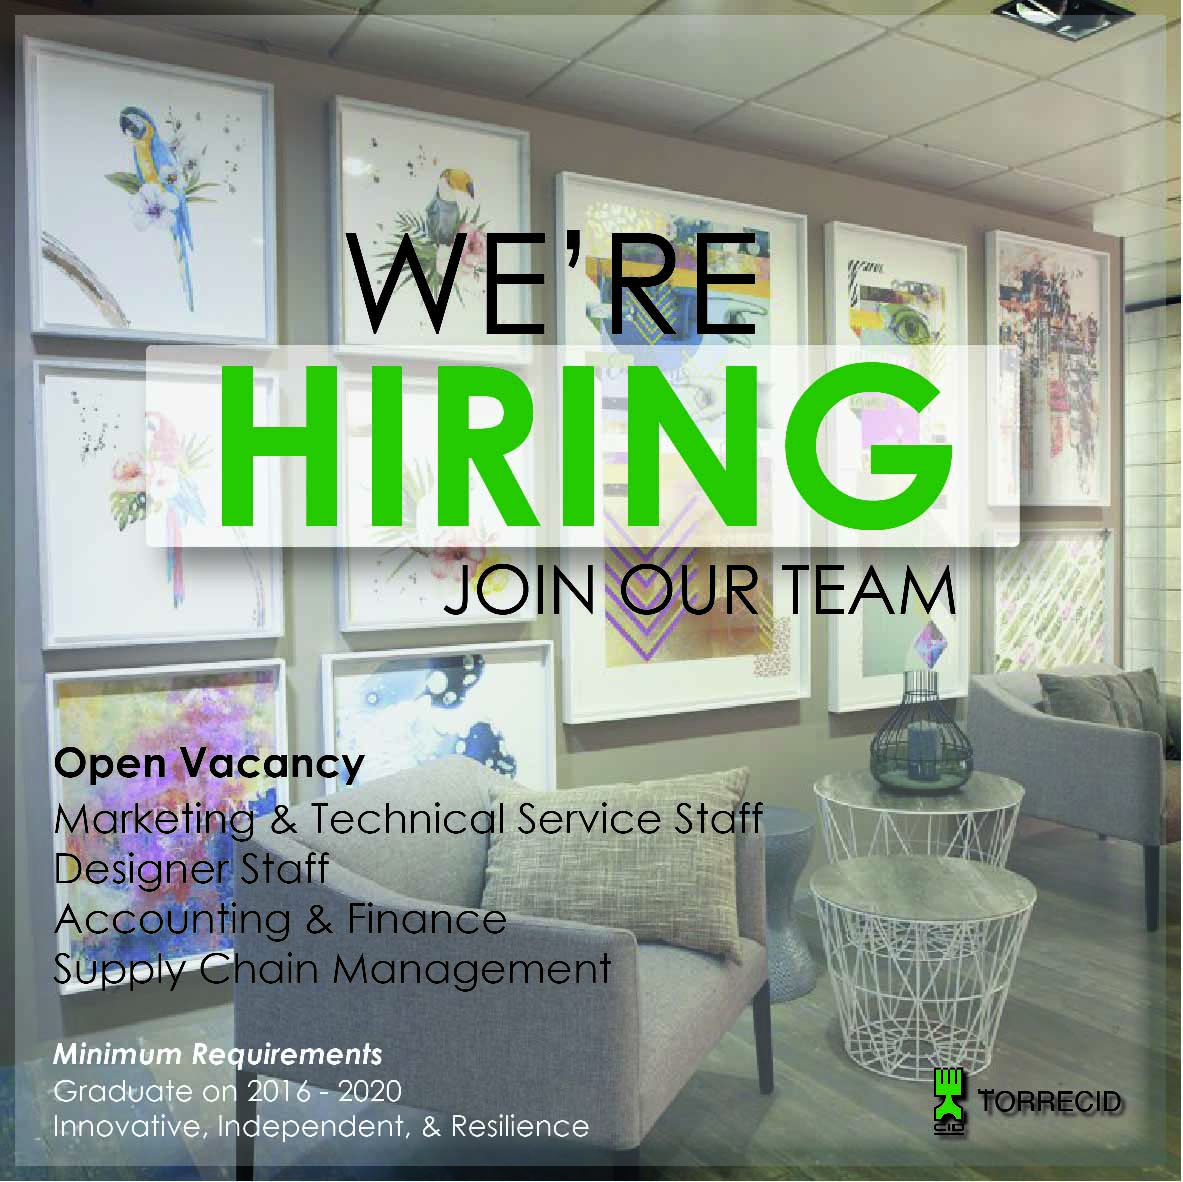 WE'RE
HIRING
JOIN OUR TEAM
Open Vacancy
Marketing & Technical Service Staff
Designer Staff
Accounting & Finance
Supply Chain Management
Minimum Requirements
Graduate on 2016 - 2020
Innovative, Independent, & Resilience
TORRECID
CID